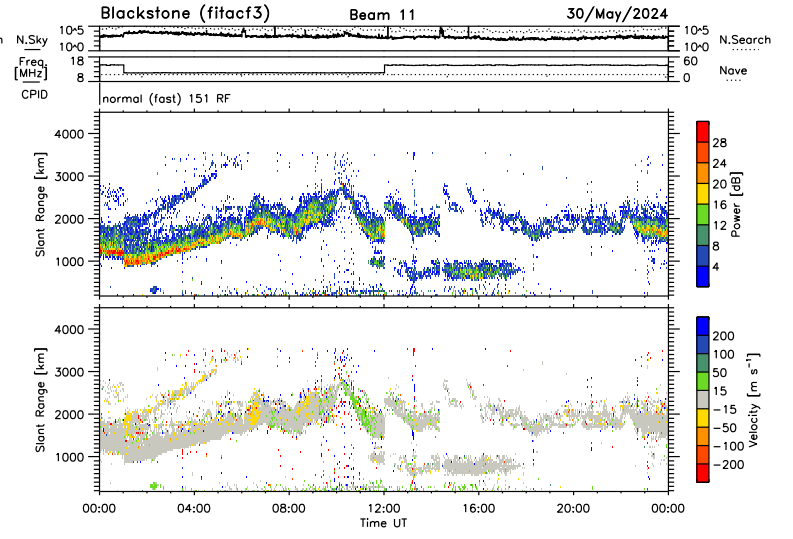 Blackstone (fitacf3) Beam 11 30/May/2024
N.Sky 10^5 10^0 10^5 10^0 N.Search
Freq. [MHz] 18 8 60 0 Nave
CPID normal (fast) 151 RF
Slant Range [km]
4000
3000
2000
1000
28
24
20
16
12
8
4
Power [dB]
Slant Range [km]
4000
3000
2000
1000
200
100
50
15
-15
-50
-100
-200
Velocity [m s⁻¹]
00:00 04:00 08:00 12:00 16:00 20:00 00:00
Time UT